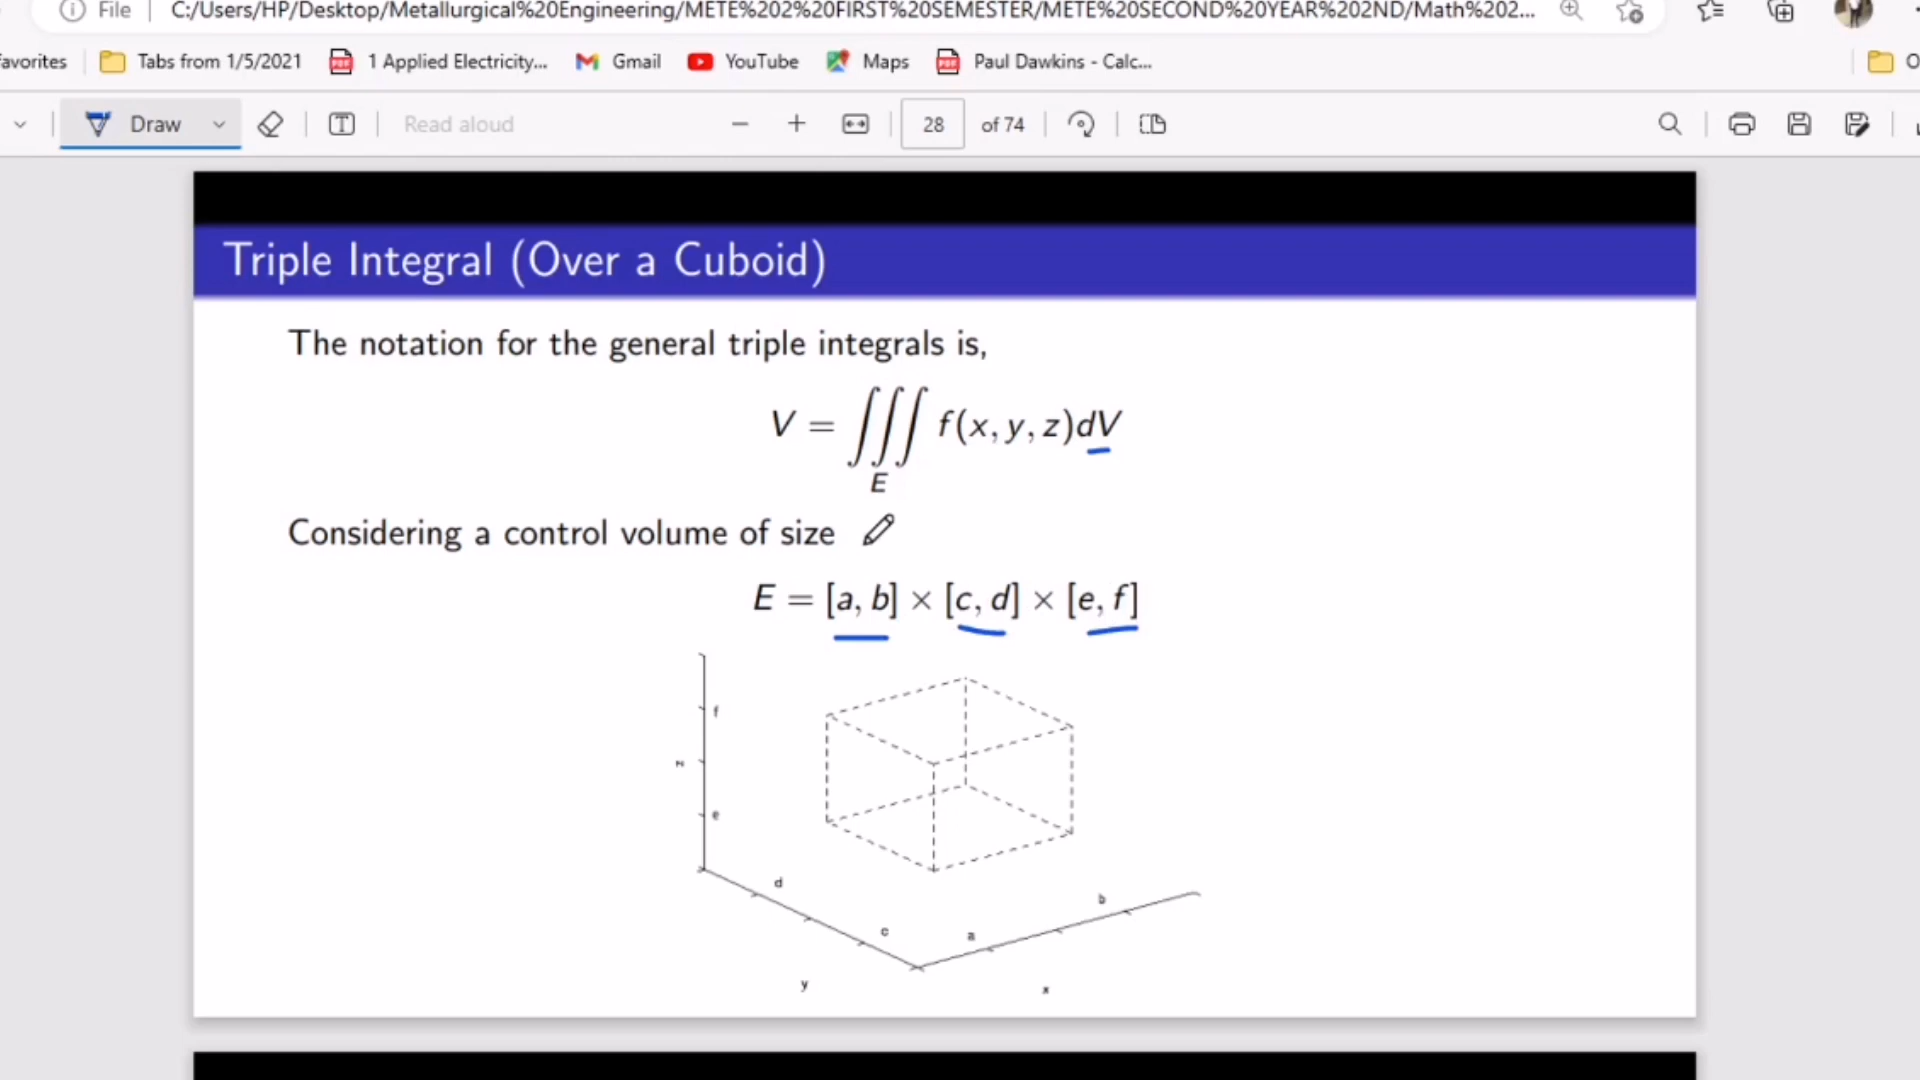 File C:/Users/HP/Desktop/Metallurgical%20Engineering/METE%202%20FIRST%20SEMESTER/METE%20SECOND%20YEAR%202ND/Math%202...
avorites Tabs from 1/5/2021 1 Applied Electricity... Gmail YouTube Maps Paul Dawkins - Calc... O
Draw Read aloud 28 of 74
Triple Integral (Over a Cuboid)
The notation for the general triple integrals is,
V = ∭ f(x, y, z)dV
E
Considering a control volume of size
E = [a, b] × [c, d] × [e, f]
f
z
e
d
b
c
a
y
x